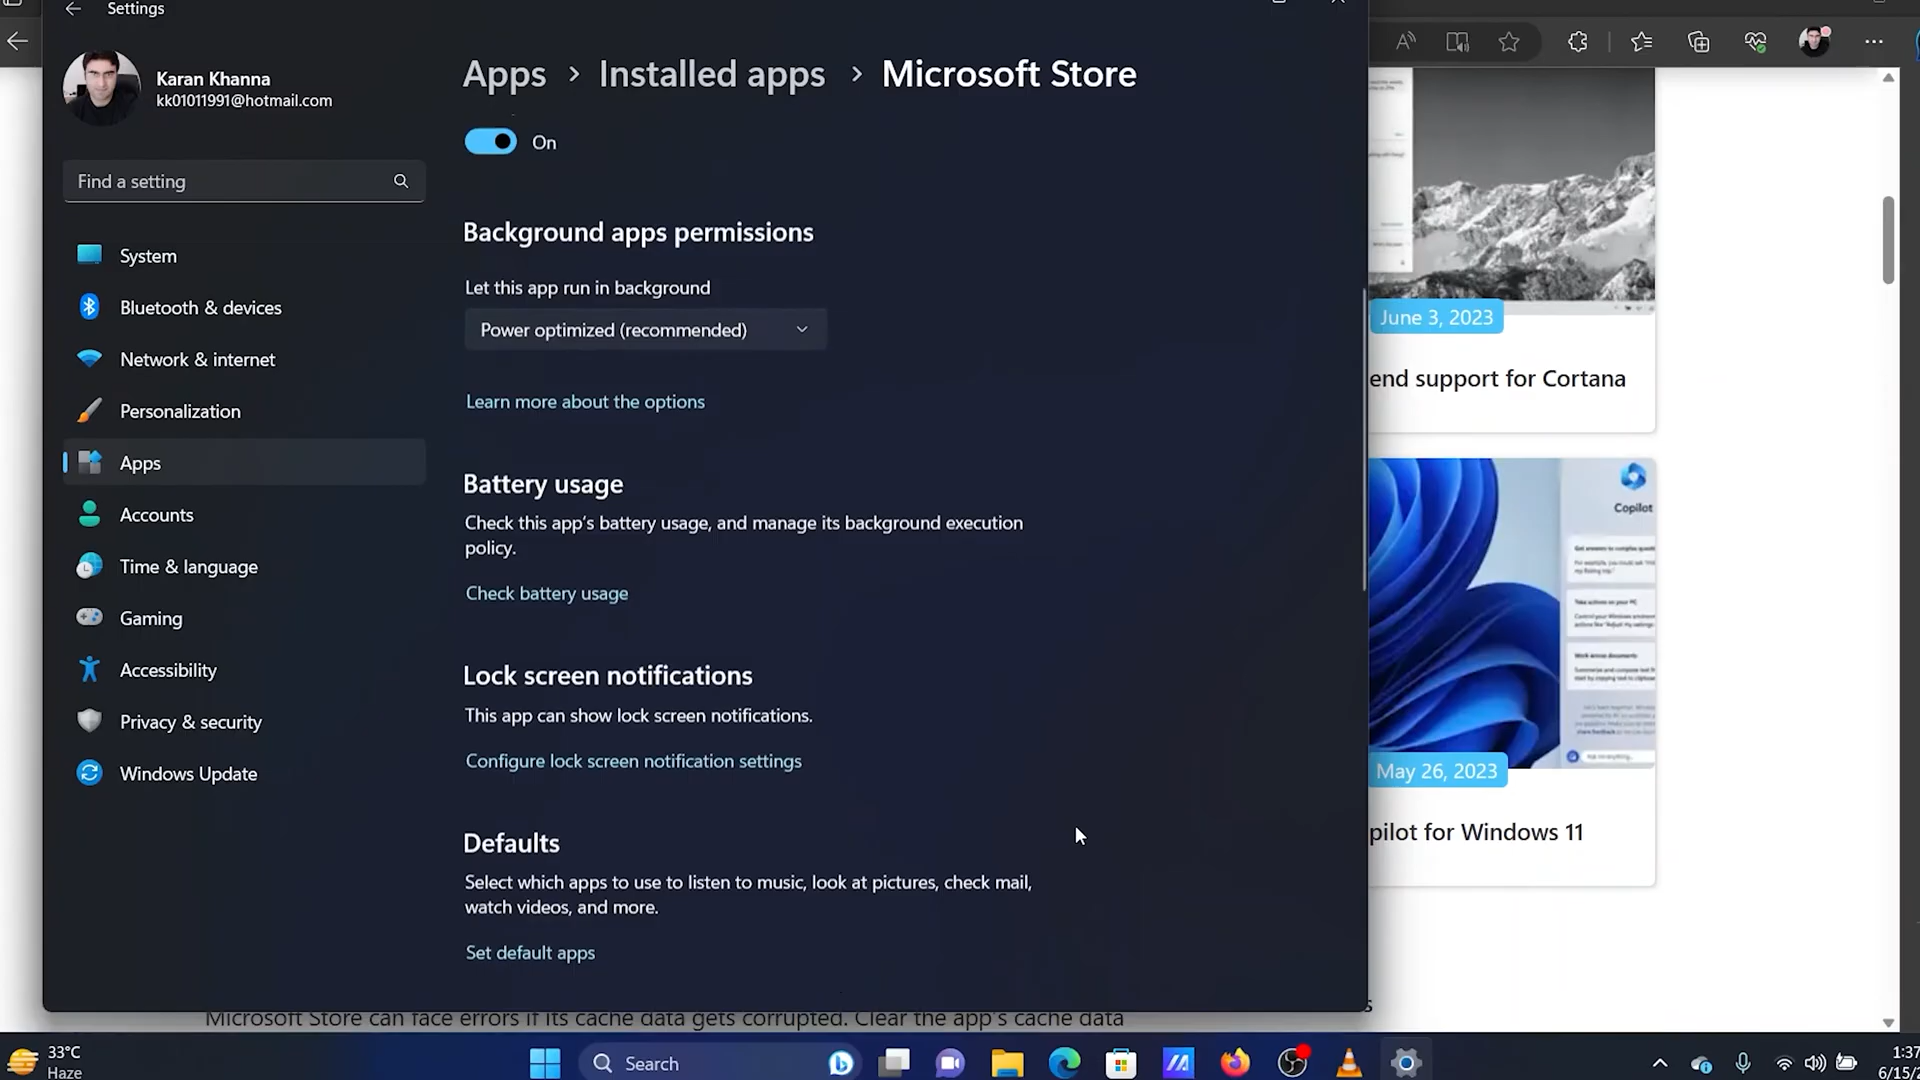 Settings
Karan Khanna
kk01011991@hotmail.com
Find a setting
System
Bluetooth & devices
Network & internet
Personalization
Apps
Accounts
Time & language
Gaming
Accessibility
Privacy & security
Windows Update
Apps > Installed apps > Microsoft Store
On
Background apps permissions
Let this app run in background
Power optimized (recommended)
Learn more about the options
Battery usage
Check this app's battery usage, and manage its background execution
policy.
Check battery usage
Lock screen notifications
This app can show lock screen notifications.
Configure lock screen notification settings
Defaults
Select which apps to use to listen to music, look at pictures, check mail,
watch videos, and more.
Set default apps
June 3, 2023
end support for Cortana
Copilot
May 26, 2023
pilot for Windows 11
Microsoft Store can face errors if its cache data gets corrupted. Clear the app's cache data
33°C
Haze
Search
1:37
6/15/2